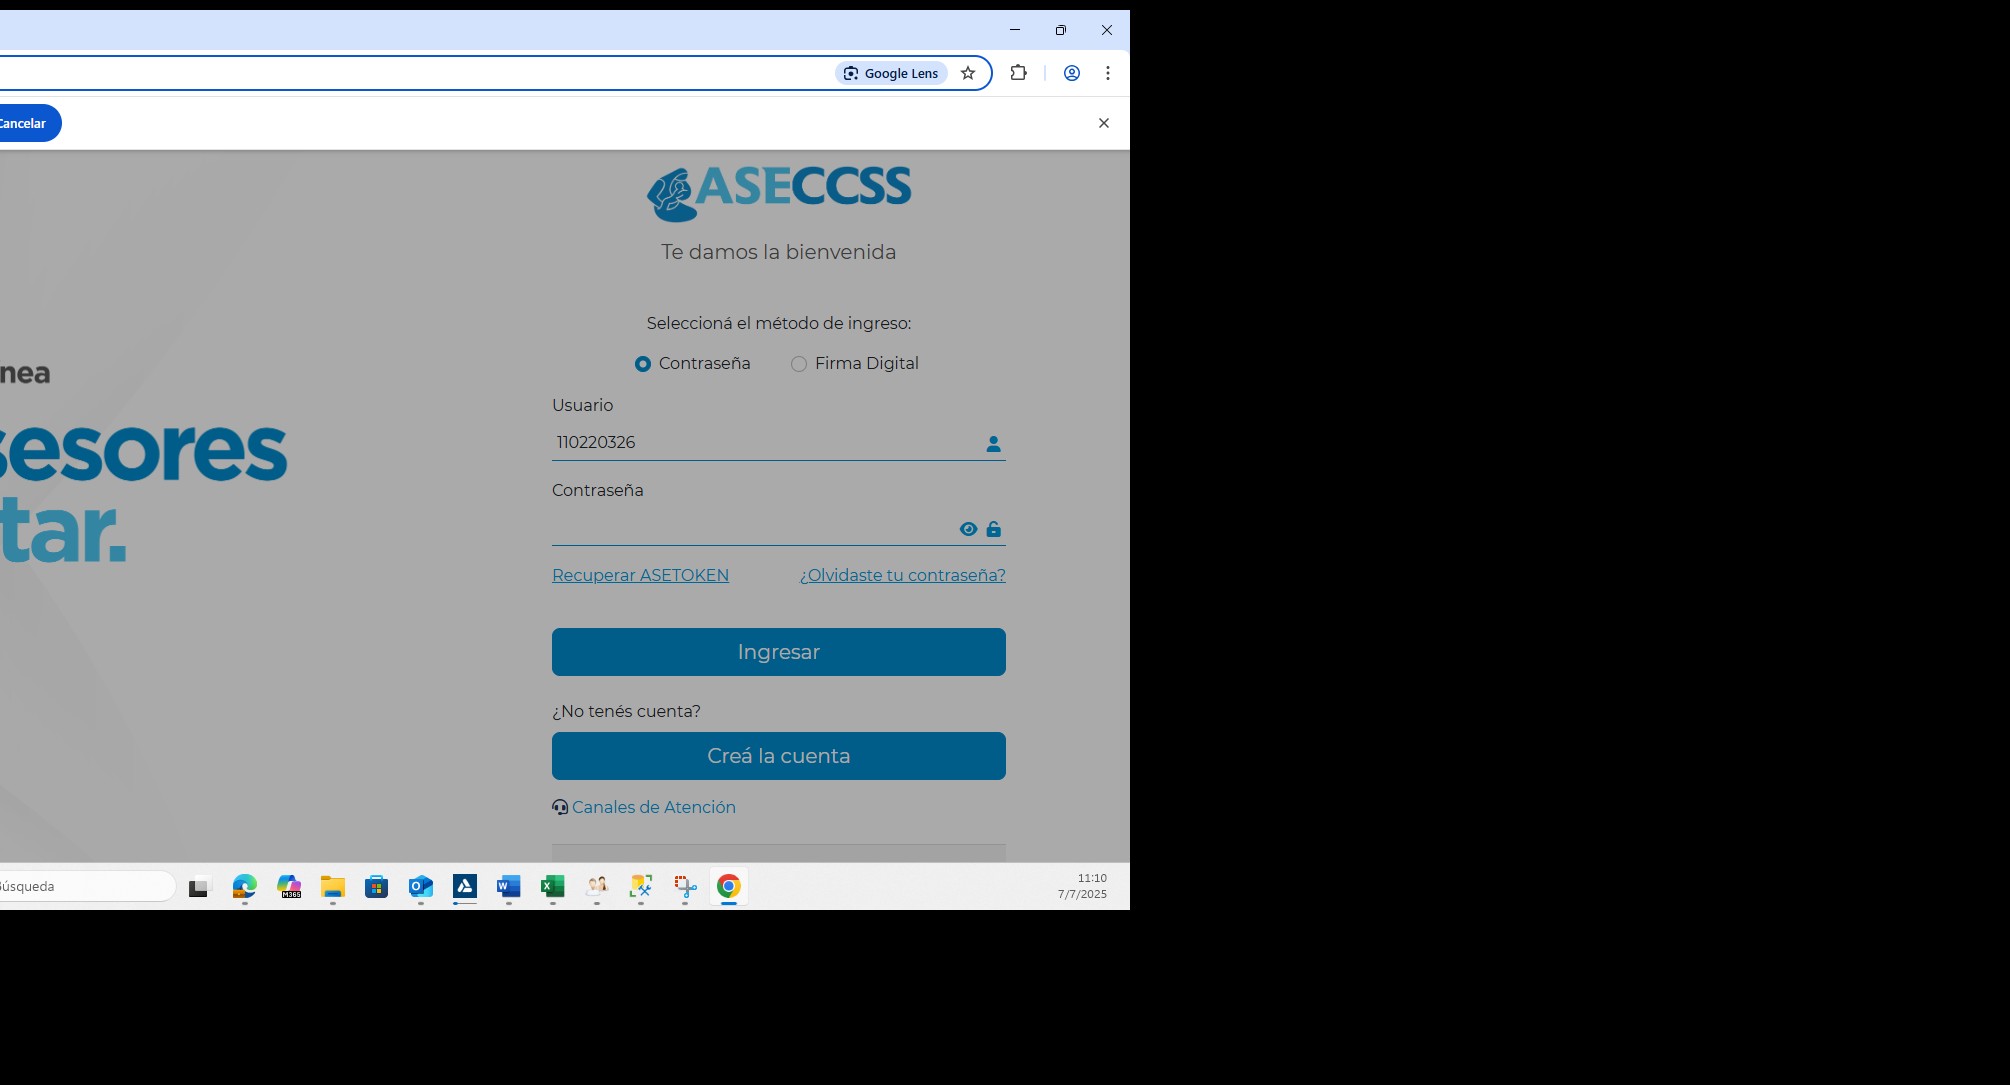 Google Lens
Cancelar
ASECCSS
Te damos la bienvenida
Seleccioná el método de ingreso:
Contraseña
Firma Digital
nea
Usuario
110220326
sesores
Contraseña
tar.
Recuperar ASETOKEN
¿Olvidaste tu contraseña?
Ingresar
¿No tenés cuenta?
Creá la cuenta
Canales de Atención
Búsqueda
M365
11:10
7/7/2025